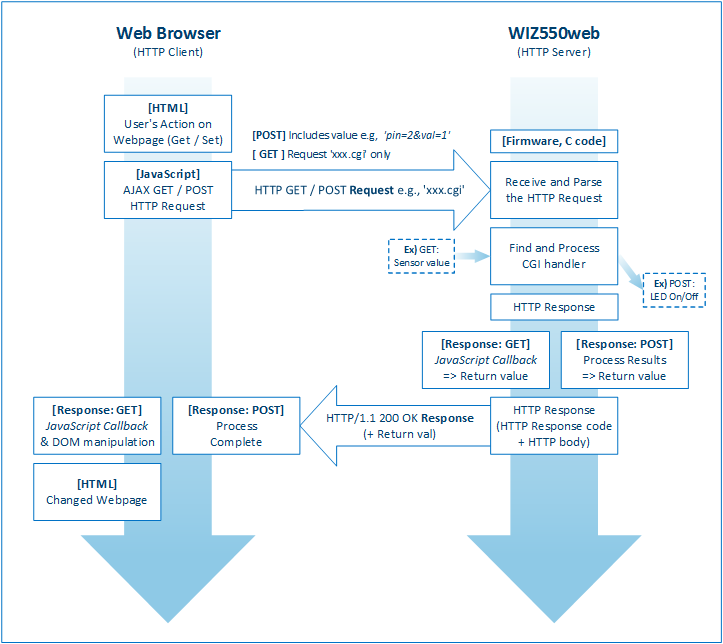 Web Browser
(HTTP Client)
WIZ550web
(HTTP Server)
[HTML]
User's Action on
Webpage (Get / Set)
[POST] Includes value e.g, 'pin=2&val=1'
[ GET ] Request 'xxx.cgi' only
[Firmware, C code]
[JavaScript]
AJAX GET / POST
HTTP Request
HTTP GET / POST Request e.g., 'xxx.cgi'
Receive and Parse
the HTTP Request
Ex) GET:
Sensor value
Find and Process
CGI handler
Ex) POST:
LED On/Off
HTTP Response
[Response: GET]
JavaScript Callback
=> Return value
[Response: POST]
Process Results
=> Return value
[Response: GET]
JavaScript Callback
& DOM manipulation
[Response: POST]
Process
Complete
HTTP/1.1 200 OK Response
(+ Return val)
HTTP Response
(HTTP Response code
+ HTTP body)
[HTML]
Changed Webpage